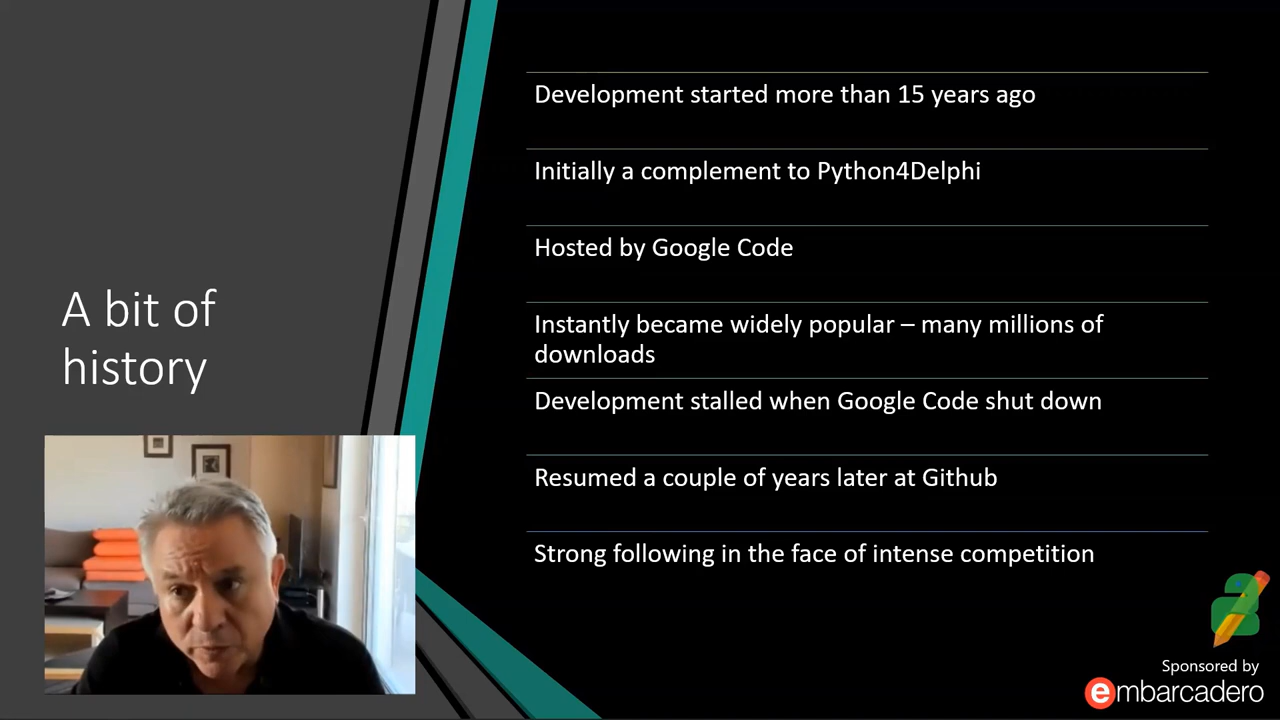 A bit of
history
Development started more than 15 years ago
Initially a complement to Python4Delphi
Hosted by Google Code
Instantly became widely popular – many millions of
downloads
Development stalled when Google Code shut down
Resumed a couple of years later at Github
Strong following in the face of intense competition
Sponsored by
embarcadero